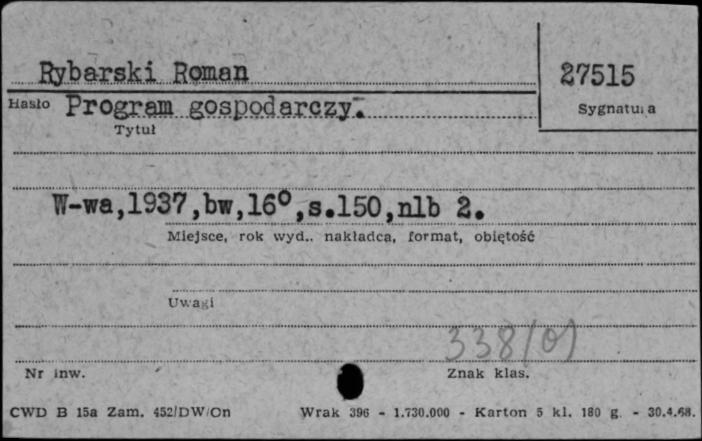 Rybarski Roman
27515
Hasło Program gospodarczy.
Sygnatura
Tytuł
W-wa,1937,bw,16°,s.150,nlb 2.
Miejsce, rok wyd., nakładca, format, objętość
Uwagi
338(0)
Nr inw.
Znak klas.
CWD B 15a Zam. 452/DW/On Wrak 396 - 1.730.000 - Karton 5 kl. 180 g. - 30.4.68.